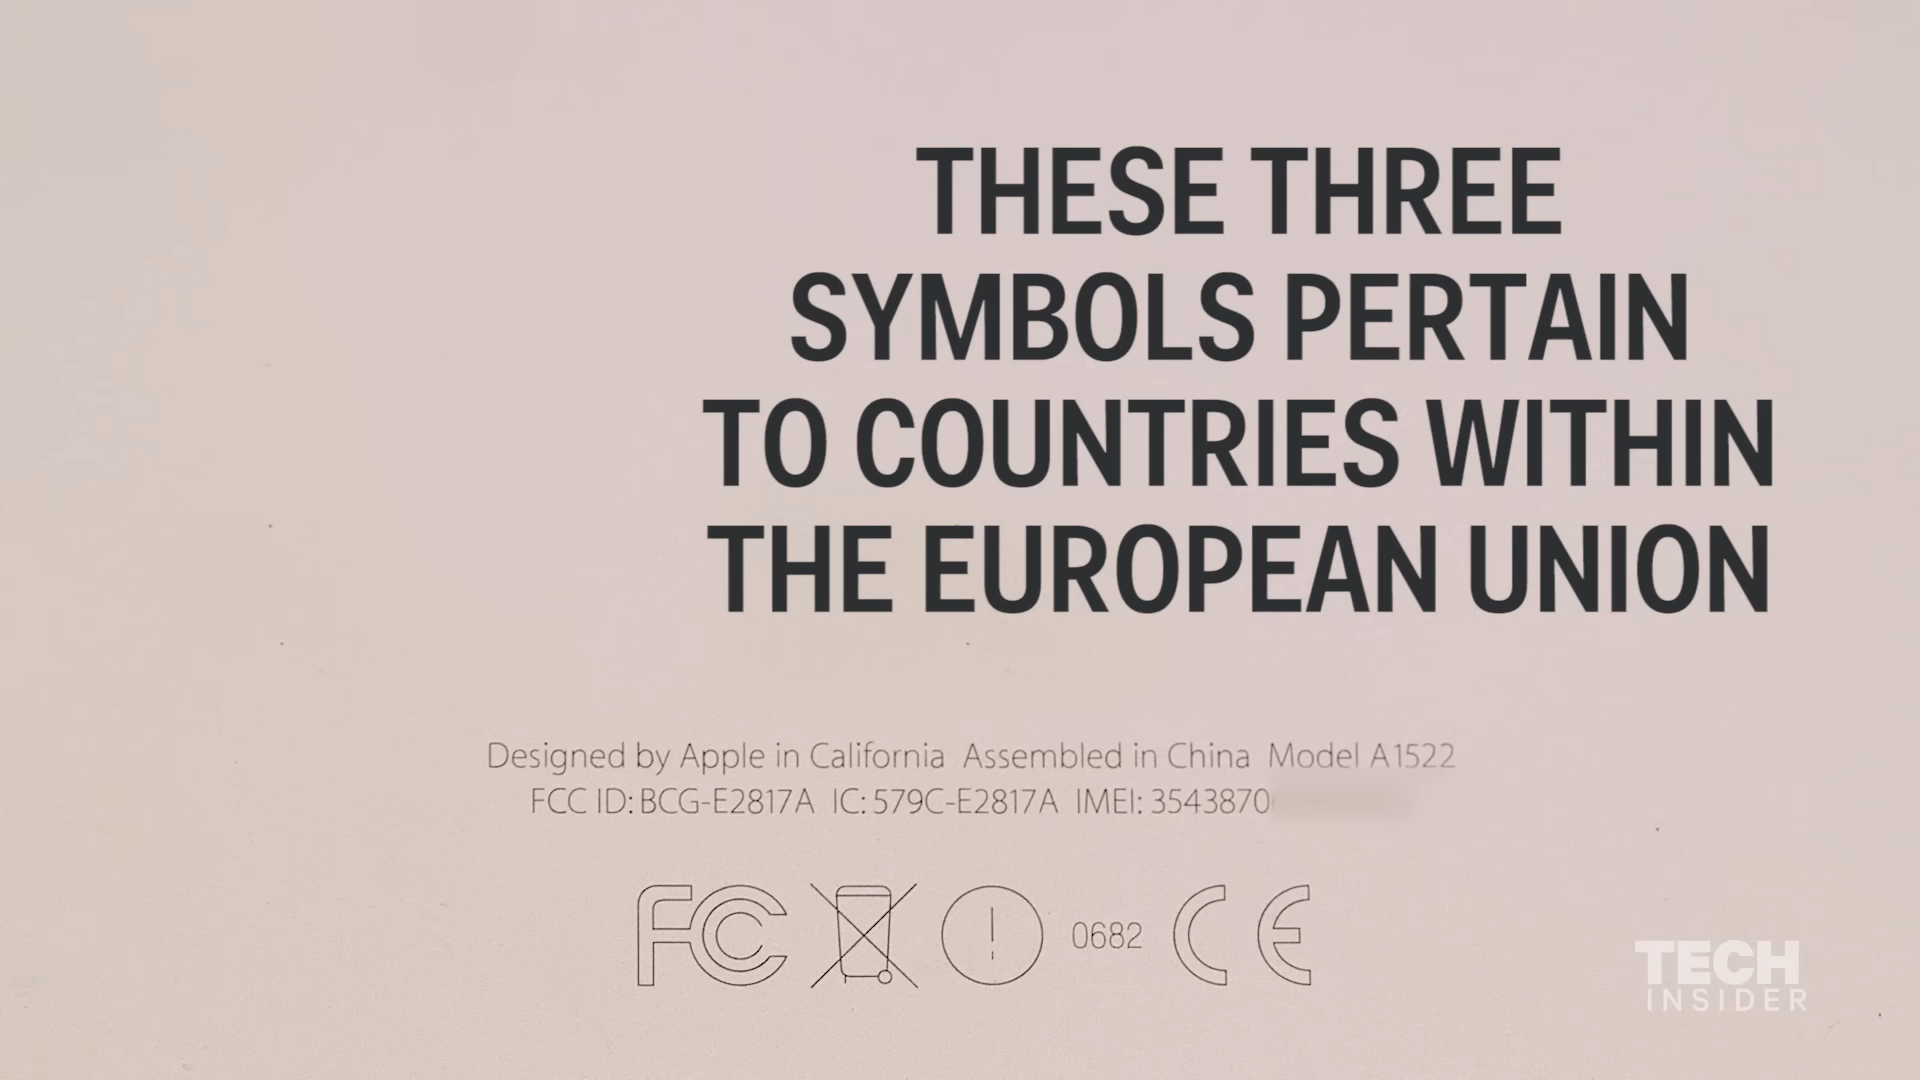 THESE THREE
SYMBOLS PERTAIN
TO COUNTRIES WITHIN
THE EUROPEAN UNION
Designed by Apple in California Assembled in China Model A1522
FCC ID: BCG-E2817A IC: 579C-E2817A IMEI: 3543870
FC 0682 CE
TECH
INSIDER